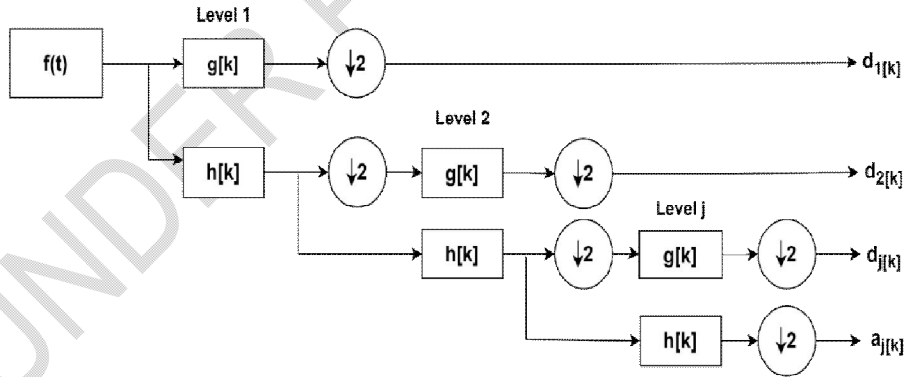 Level 1
f(t)
g[k]
↓2
d1[k]
Level 2
h[k]
↓2
g[k]
↓2
d2[k]
Level j
h[k]
↓2
g[k]
↓2
dj[k]
h[k]
↓2
aj[k]